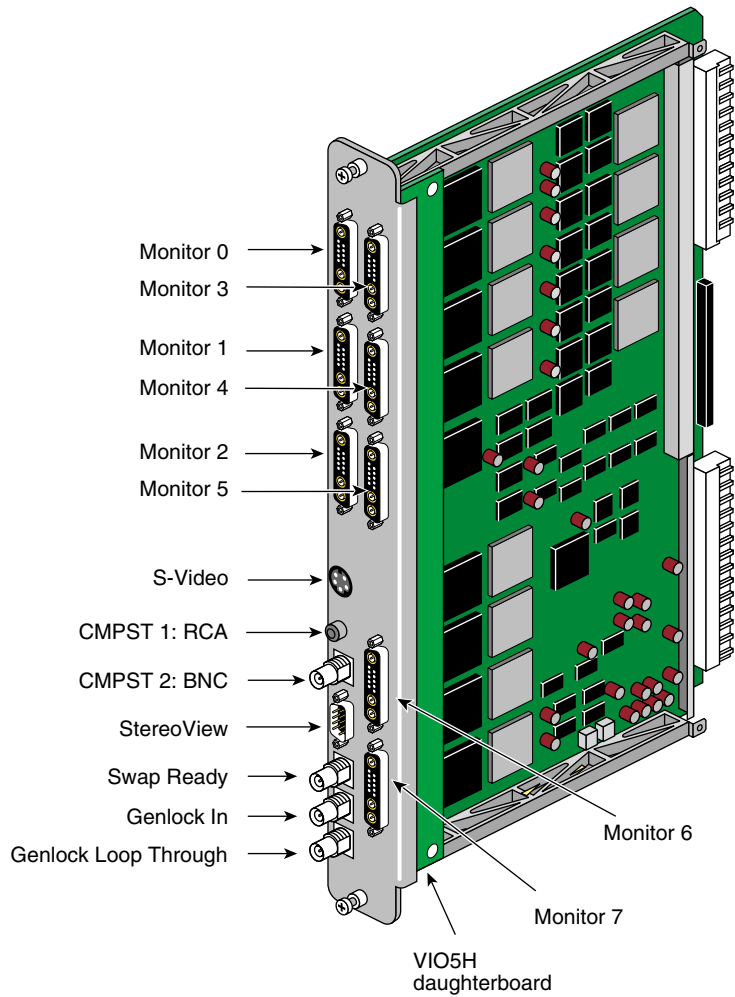 Monitor 0
Monitor 3
Monitor 1
Monitor 4
Monitor 2
Monitor 5
S-Video
CMPST 1: RCA
CMPST 2: BNC
StereoView
Swap Ready
Genlock In
Genlock Loop Through
Monitor 6
Monitor 7
VIO5H
daughterboard